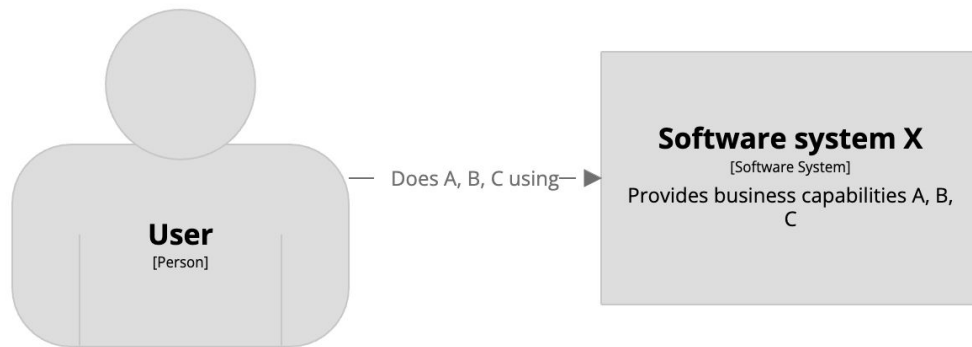 User
[Person]
Does A, B, C using
Software system X
[Software System]
Provides business capabilities A, B,
C